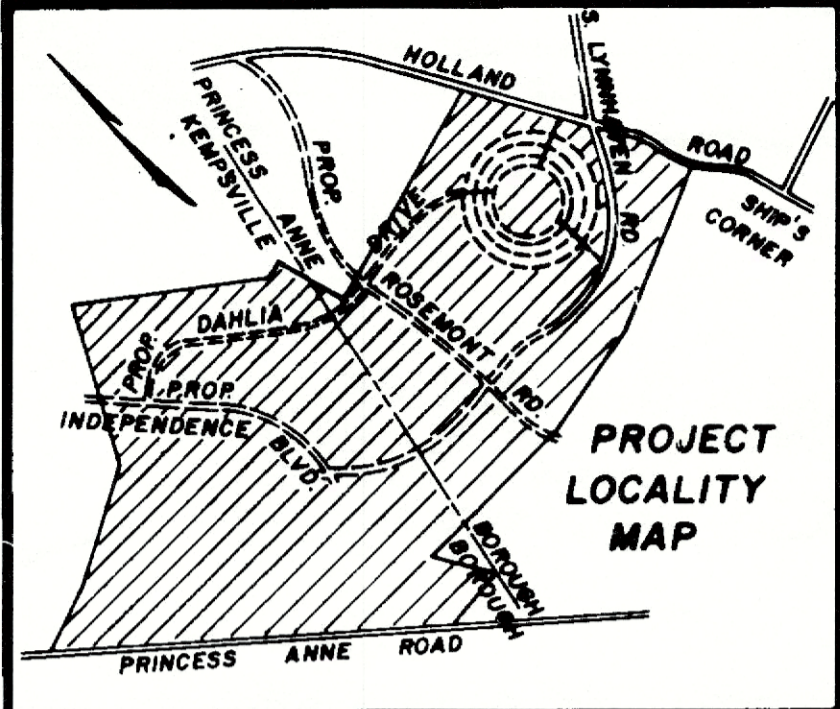 HOLLAND
ROAD
S. LYNNHAVEN
RD
SHIP'S
CORNER
PRINCESS ANNE
KEMPSVILLE
PROP.
DRIVE
DAHLIA
PROP.
ROSEMONT
RD.
PROP.
INDEPENDENCE
BLVD.
PROJECT
LOCALITY
MAP
BOROUGH
BOROUGH
PRINCESS ANNE ROAD